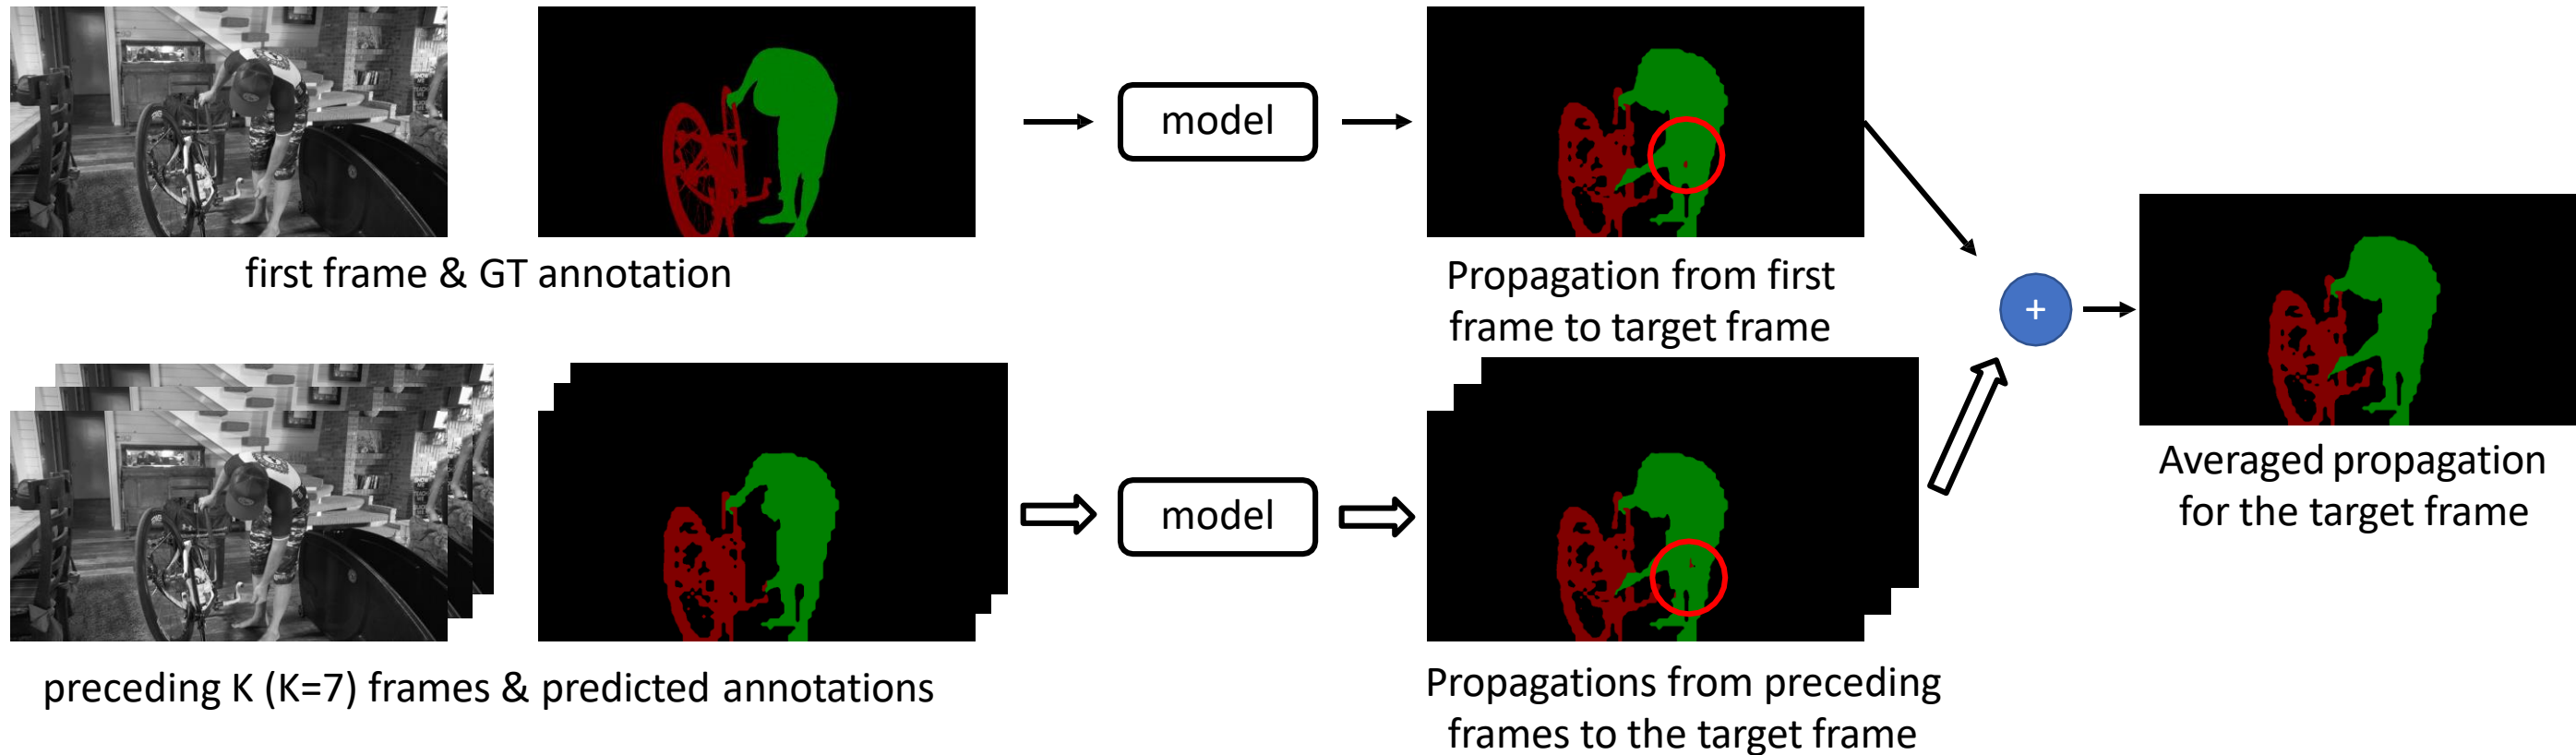 model
first frame & GT annotation
Propagation from first
frame to target frame
+
model
Averaged propagation
for the target frame
preceding K (K=7) frames & predicted annotations
Propagations from preceding
frames to the target frame